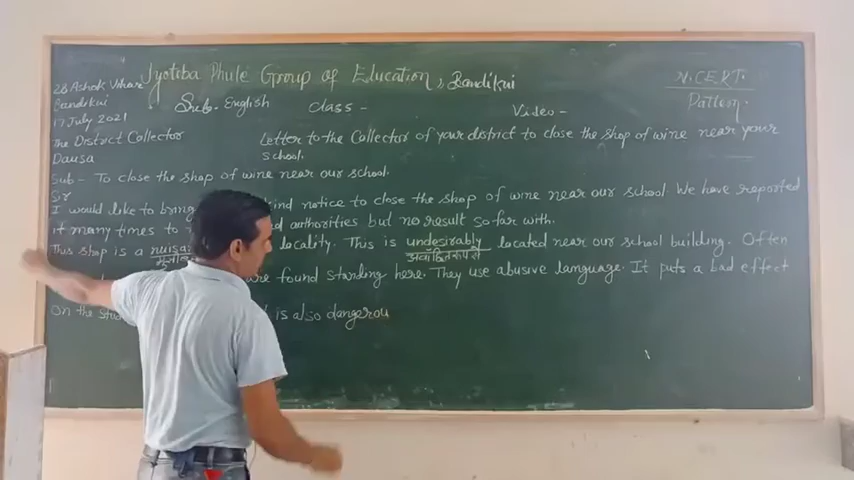 Jyotiba Phule Group of Education, Bandikui
N.C.E.R.T.
Pattern
Sub- English Class - Video -
28 Ashok Vihar
Bandikui
17 July 2021
The District Collector
Dausa
Letter to the Collector of your district to close the shop of wine near your
school.
Sub - To close the shop of wine near our school.
Sir
I would like to bring kind notice to close the shop of wine near our school. We have reported
it many times to authorities but no result so far with.
This shop is a locality. This is undesirably located near our school building. Often
अवांछित रूप से
are found standing here. They use abusive language. It puts a bad effect
on the is also dangerou